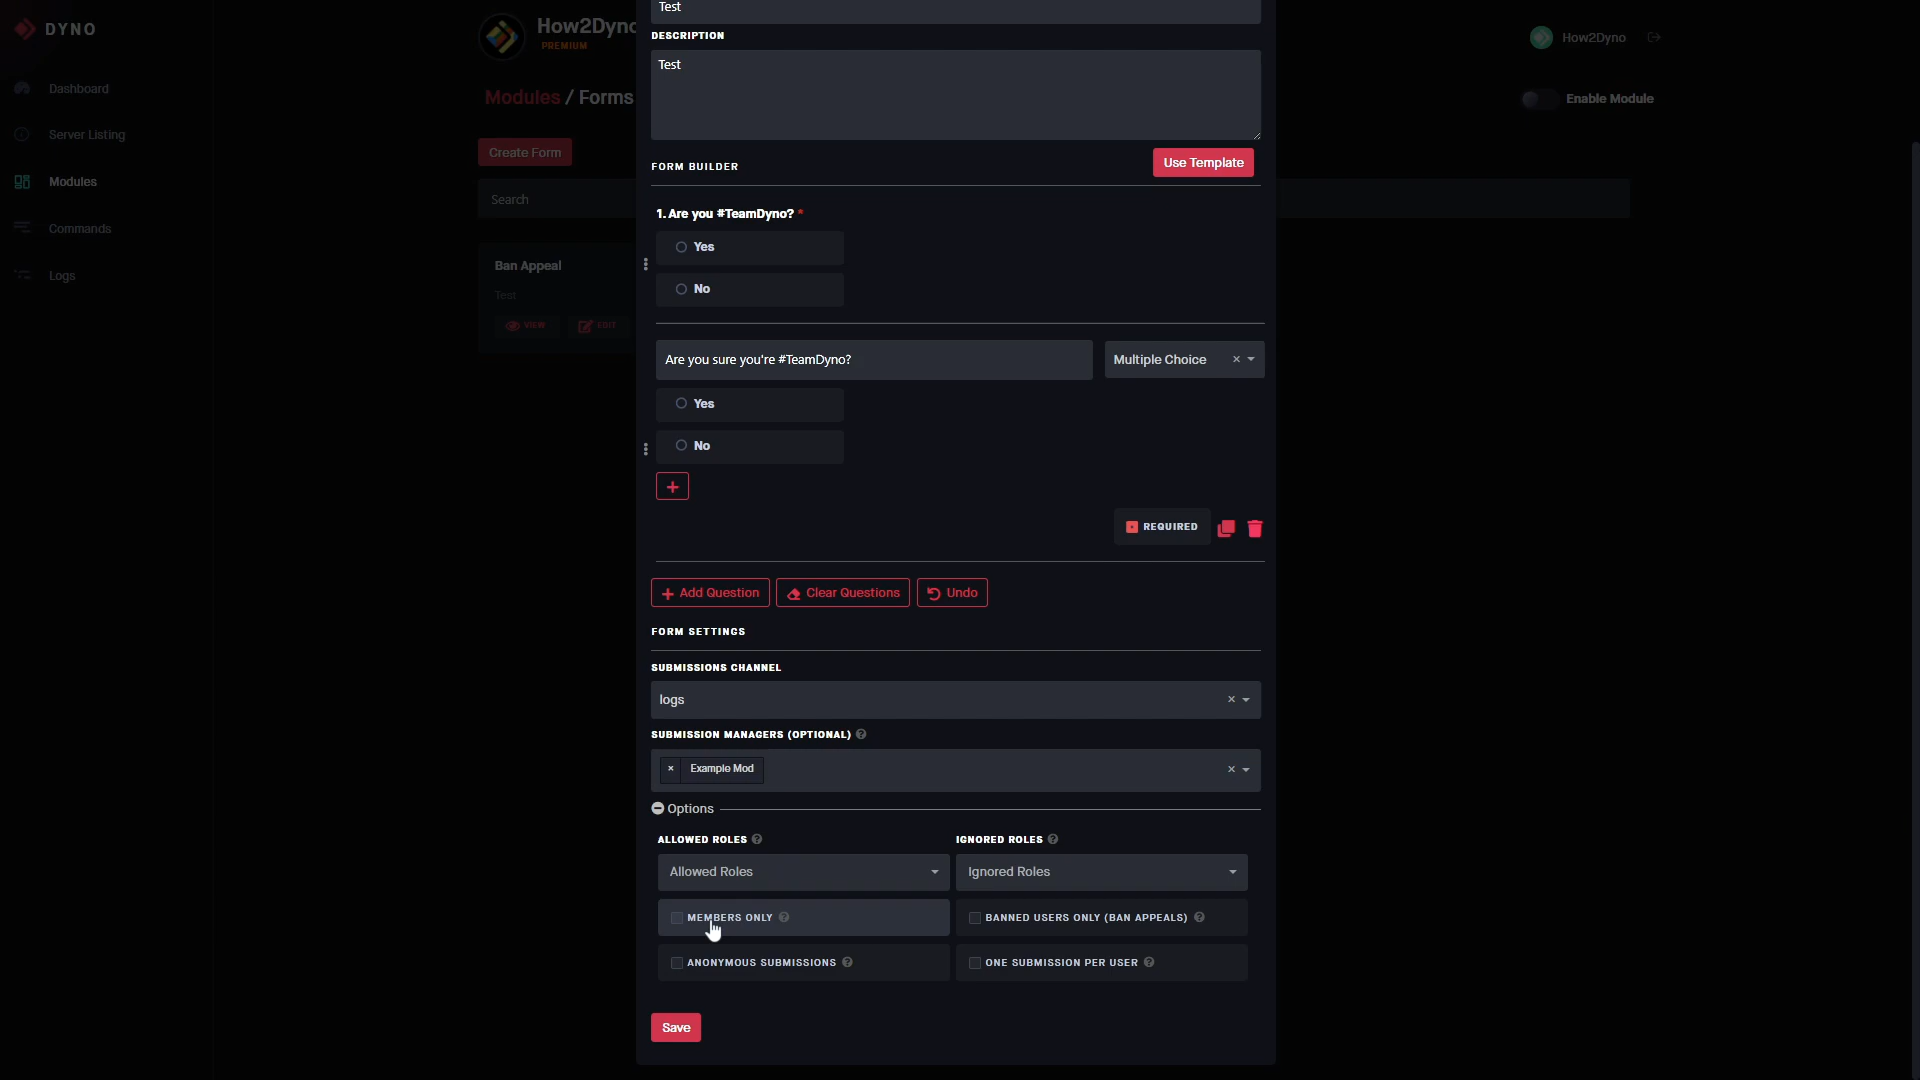 DYNO
Dashboard
Server Listing
Modules
Commands
Logs
How2Dyno
PREMIUM
Modules / Forms
Create Form
Search
Ban Appeal
Test
VIEW
EDIT
How2Dyno
Enable Module
Test
DESCRIPTION
Test
FORM BUILDER
Use Template
1. Are you #TeamDyno? *
Yes
No
Are you sure you're #TeamDyno?
Multiple Choice
Yes
No
REQUIRED
Add Question
Clear Questions
Undo
FORM SETTINGS
SUBMISSIONS CHANNEL
logs
SUBMISSION MANAGERS (OPTIONAL)
Example Mod
Options
ALLOWED ROLES
IGNORED ROLES
Allowed Roles
Ignored Roles
MEMBERS ONLY
BANNED USERS ONLY (BAN APPEALS)
ANONYMOUS SUBMISSIONS
ONE SUBMISSION PER USER
Save